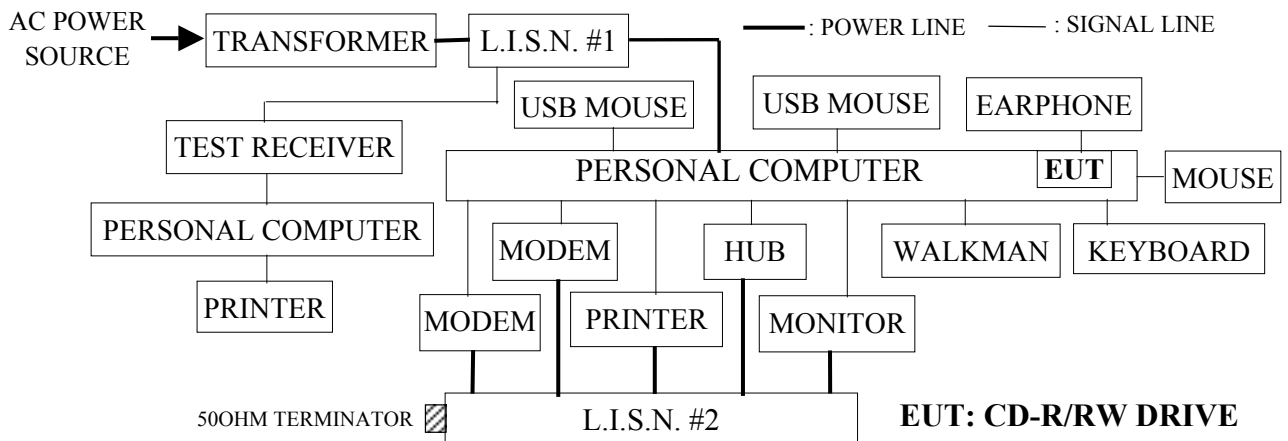 AC POWER
SOURCE
TRANSFORMER
L.I.S.N. #1
: POWER LINE
: SIGNAL LINE
USB MOUSE
USB MOUSE
EARPHONE
TEST RECEIVER
PERSONAL COMPUTER
EUT
MOUSE
PERSONAL COMPUTER
MODEM
HUB
WALKMAN
KEYBOARD
PRINTER
MODEM
PRINTER
MONITOR
50OHM TERMINATOR
L.I.S.N. #2
EUT: CD-R/RW DRIVE